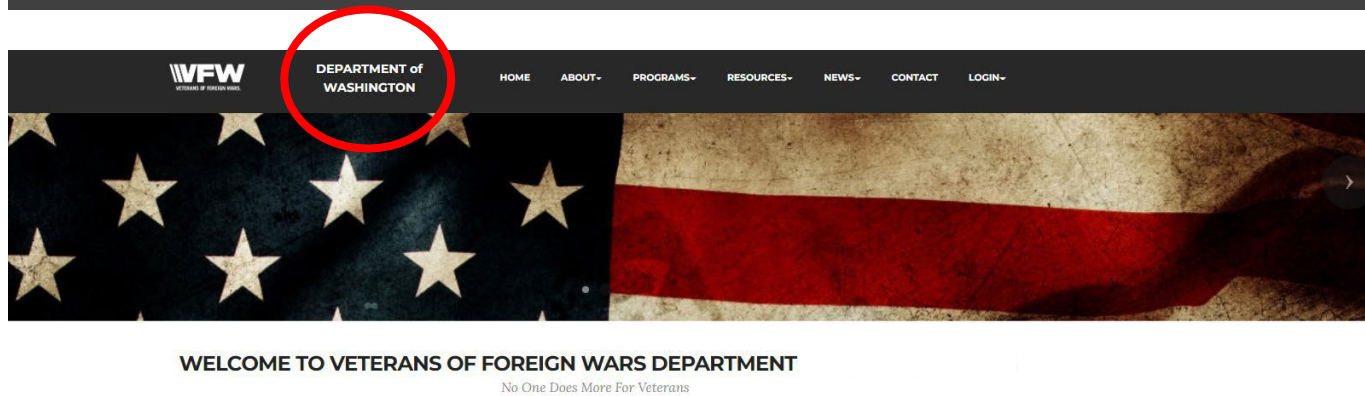 VFW
VETERANS OF FOREIGN WARS.
DEPARTMENT of
WASHINGTON
HOME ABOUT PROGRAMS RESOURCES NEWS CONTACT LOGIN
WELCOME TO VETERANS OF FOREIGN WARS DEPARTMENT
No One Does More For Veterans